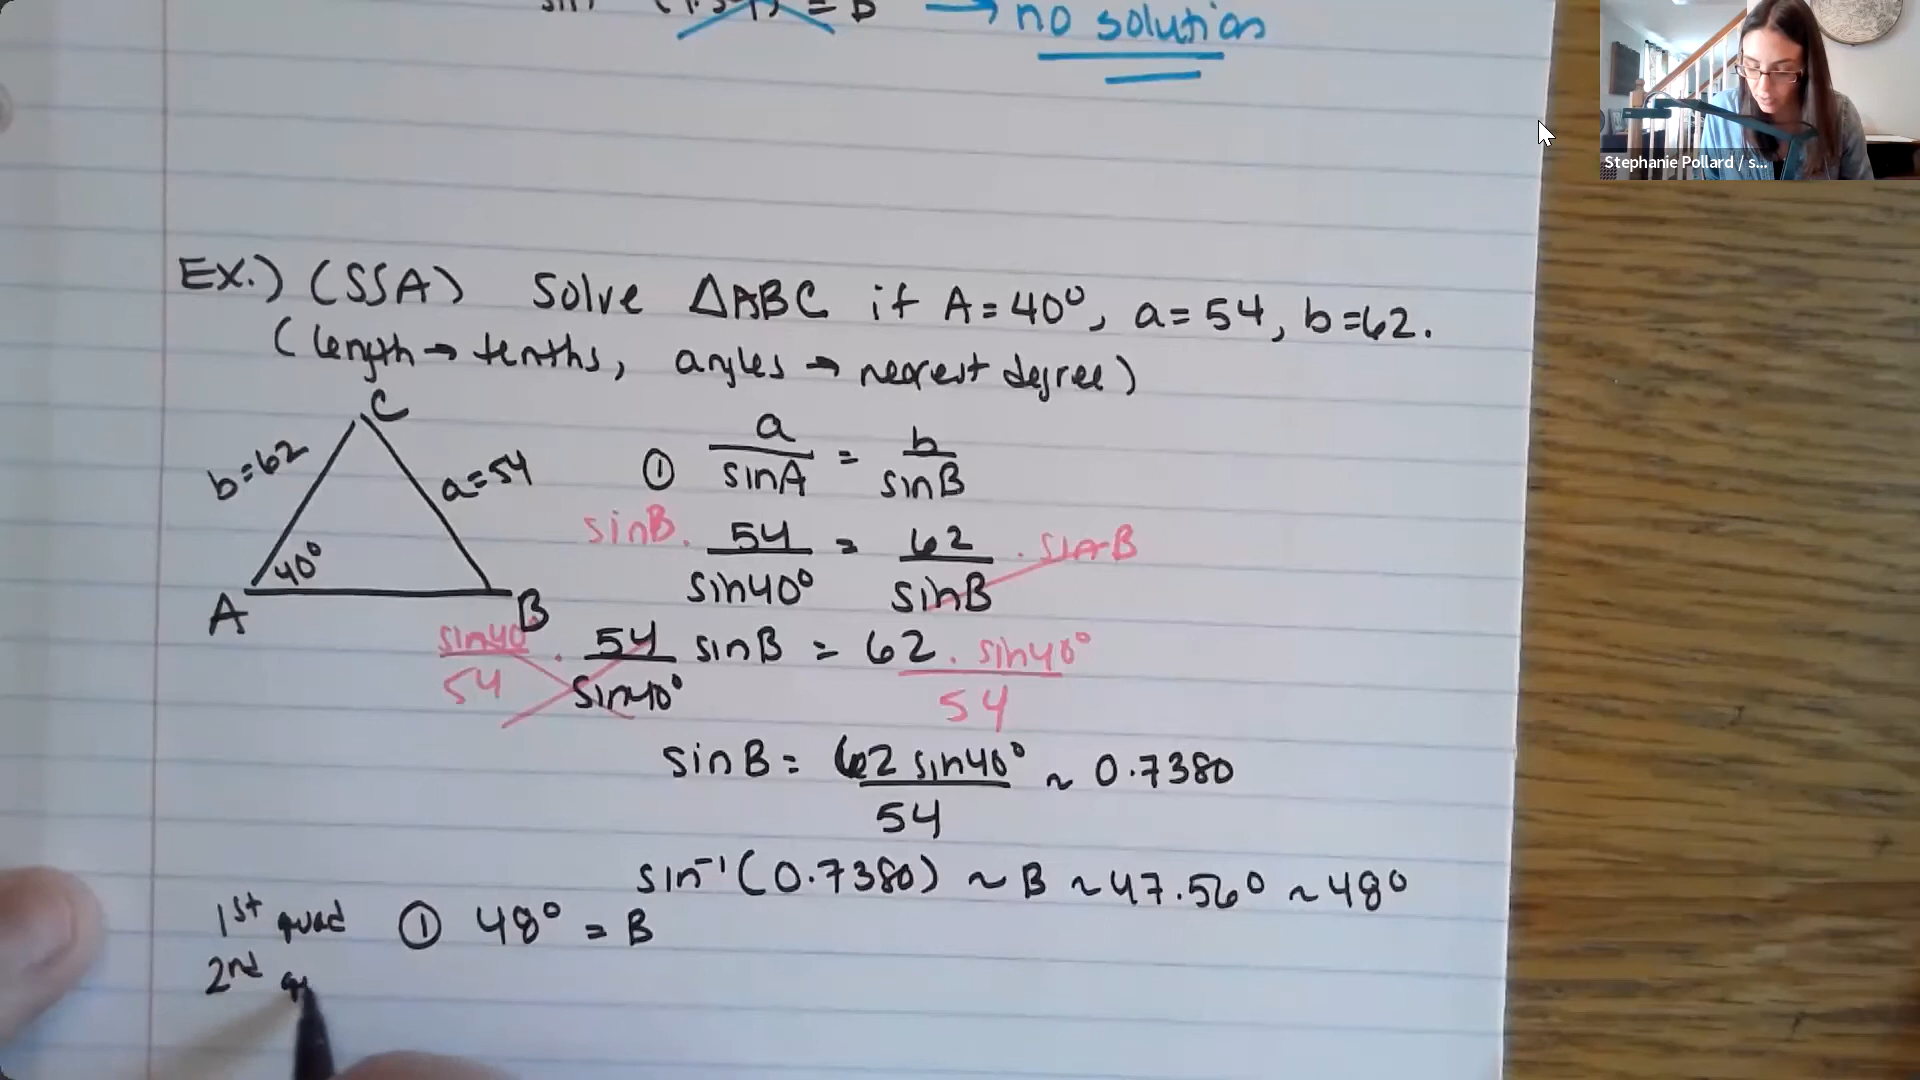 = B → no solution
Stephanie Pollard / s...
EX.) (SSA) Solve △ABC if A=40°, a=54, b=62.
(length → tenths, angles → nearest degree)
C
b=62
a=54
40°
A
B
① a/sinA = b/sinB
sinB · 54/sin40° = 62/sinB · sinB
sin40/54 · 54/sin40° sinB = 62 · sin40°/54
sinB = 62 sin40°/54 ~ 0.7380
sin⁻¹(0.7380) ~ B ~ 47.56° ~ 48°
1st quad ① 48° = B
2nd